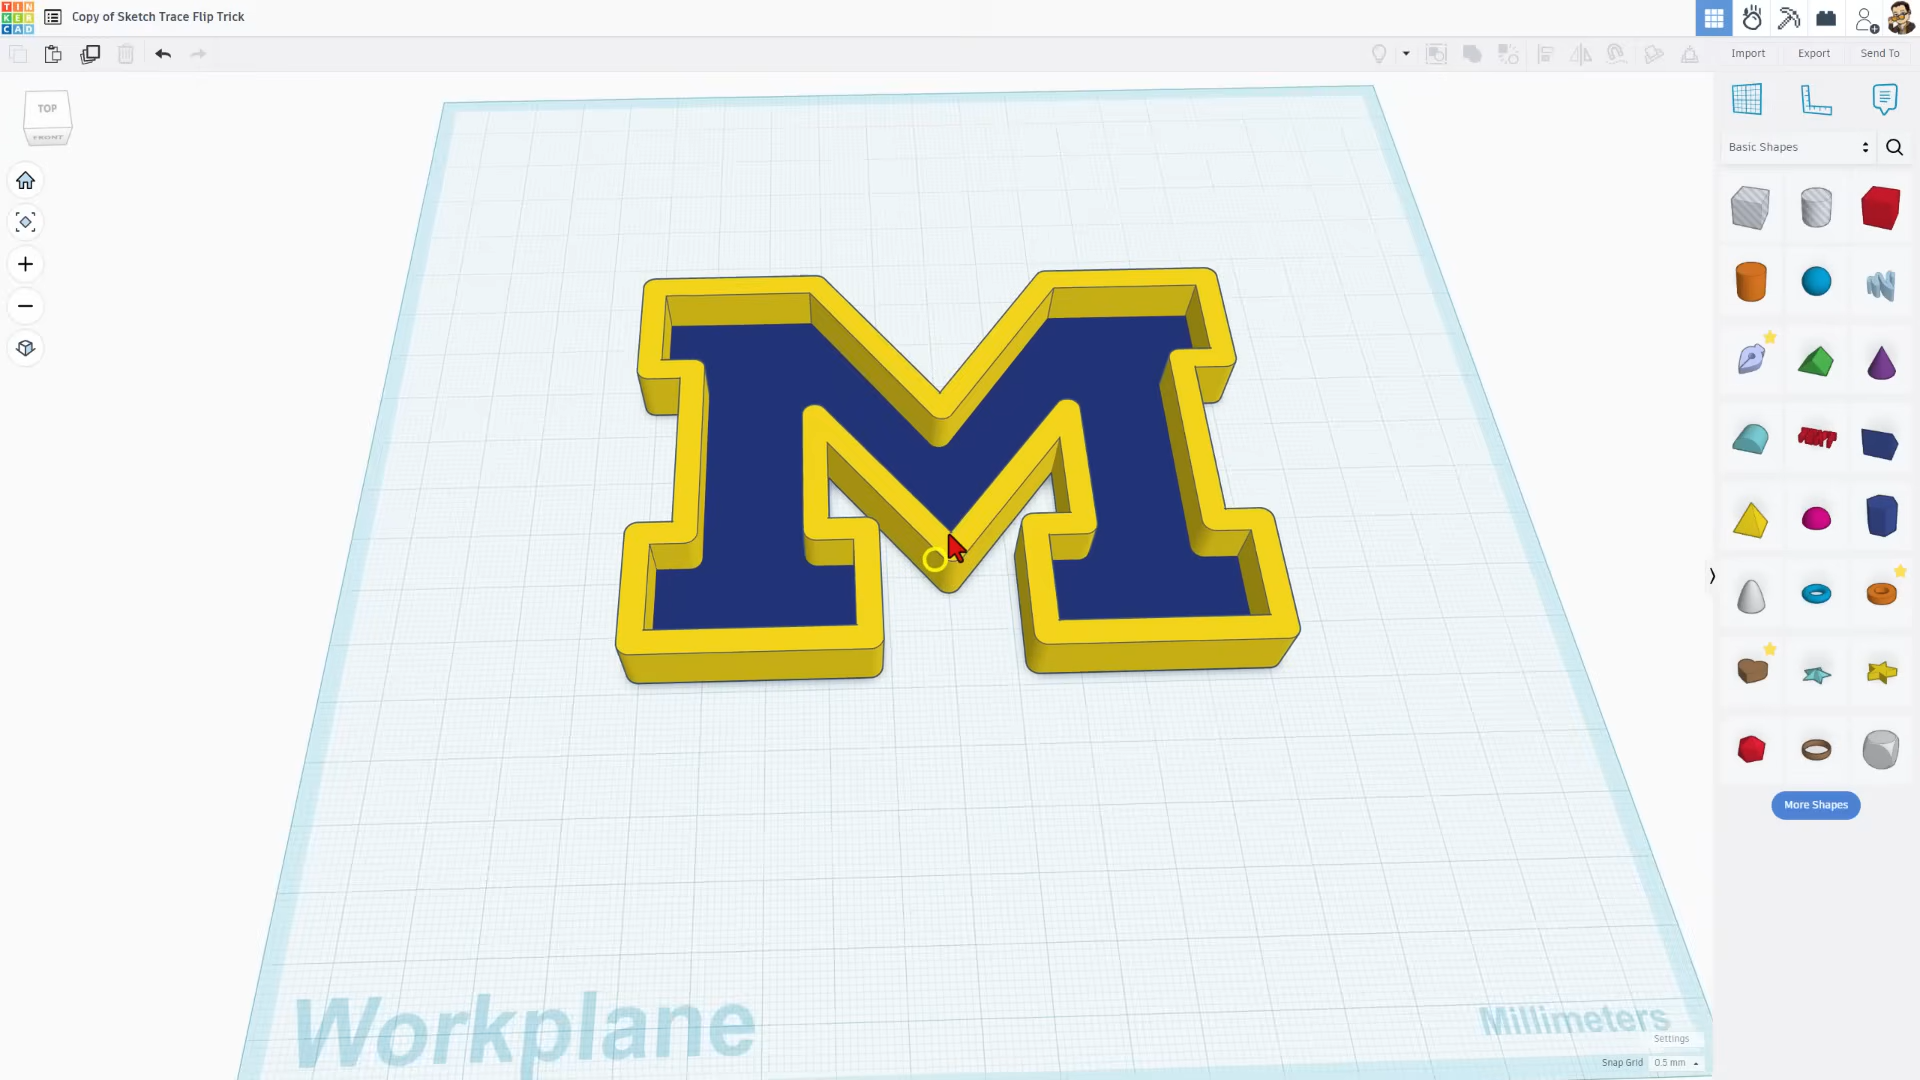 TIN
KER
CAD
Copy of Sketch Trace Flip Trick
Import
Export
Send To
TOP
FRONT
Basic Shapes
TEXT
M
More Shapes
Workplane
Millimeters
Settings
Snap Grid 0.5 mm